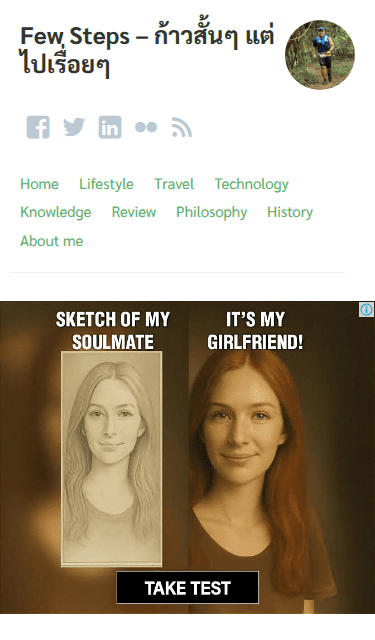 Few Steps – ก้าวสั้นๆ แต่
ไปเรื่อยๆ
Home Lifestyle Travel Technology
Knowledge Review Philosophy History
About me
SKETCH OF MY
SOULMATE
IT'S MY
GIRLFRIEND!
TAKE TEST